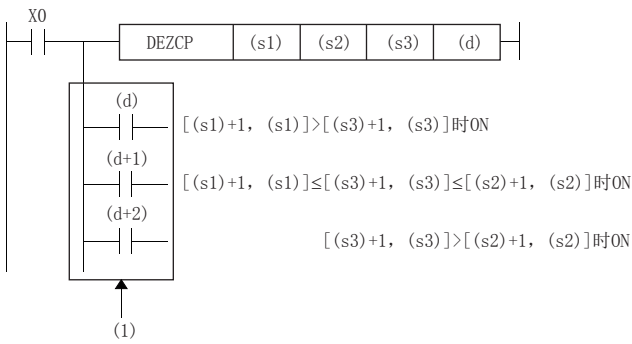 X0
DEZCP (s1) (s2) (s3) (d)
(d)
[(s1)+1, (s1)]>[(s3)+1, (s3)]时ON
(d+1)
[(s1)+1, (s1)]≤[(s3)+1, (s3)]≤[(s2)+1, (s2)]时ON
(d+2)
[(s3)+1, (s3)]>[(s2)+1, (s2)]时ON
(1)